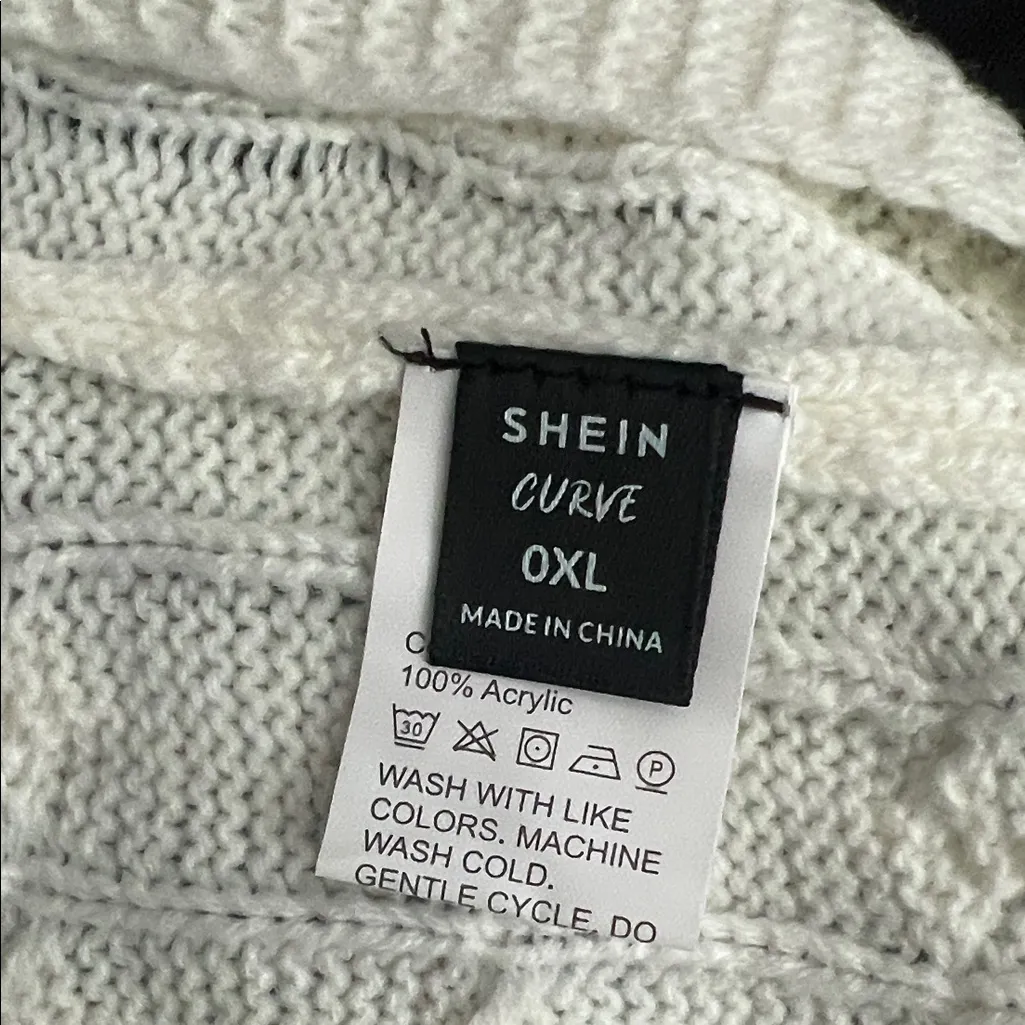 SHEIN
CURVE
0XL
MADE IN CHINA
100% Acrylic
30
P
WASH WITH LIKE
COLORS. MACHINE
WASH COLD.
GENTLE CYCLE. DO